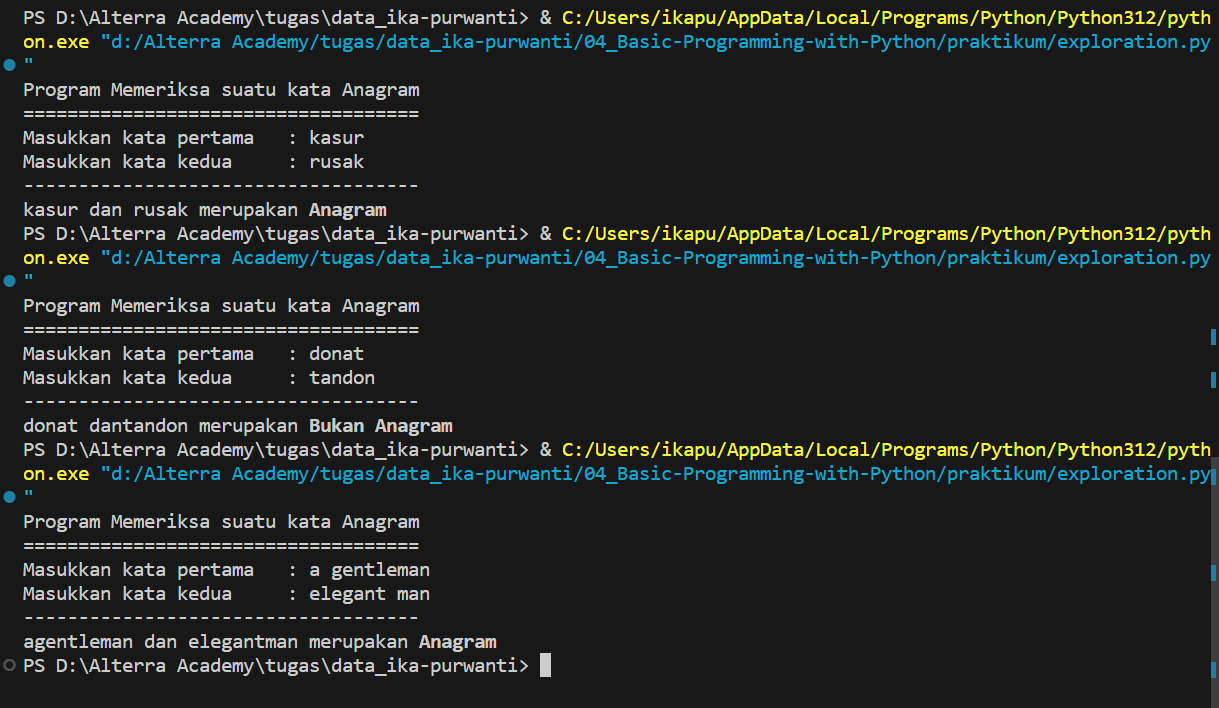 PS D:\Alterra Academy\tugas\data_ika-purwanti> & C:/Users/ikapu/AppData/Local/Programs/Python/Python312/pyth
on.exe "d:/Alterra Academy/tugas/data_ika-purwanti/04_Basic-Programming-with-Python/praktikum/exploration.py
"
Program Memeriksa suatu kata Anagram
====================================
Masukkan kata pertama   : kasur
Masukkan kata kedua     : rusak
------------------------------------
kasur dan rusak merupakan Anagram
PS D:\Alterra Academy\tugas\data_ika-purwanti> & C:/Users/ikapu/AppData/Local/Programs/Python/Python312/pyth
on.exe "d:/Alterra Academy/tugas/data_ika-purwanti/04_Basic-Programming-with-Python/praktikum/exploration.py
"
Program Memeriksa suatu kata Anagram
====================================
Masukkan kata pertama   : donat
Masukkan kata kedua     : tandon
------------------------------------
donat dantandon merupakan Bukan Anagram
PS D:\Alterra Academy\tugas\data_ika-purwanti> & C:/Users/ikapu/AppData/Local/Programs/Python/Python312/pyth
on.exe "d:/Alterra Academy/tugas/data_ika-purwanti/04_Basic-Programming-with-Python/praktikum/exploration.py
"
Program Memeriksa suatu kata Anagram
====================================
Masukkan kata pertama   : a gentleman
Masukkan kata kedua     : elegant man
------------------------------------
agentleman dan elegantman merupakan Anagram
PS D:\Alterra Academy\tugas\data_ika-purwanti>